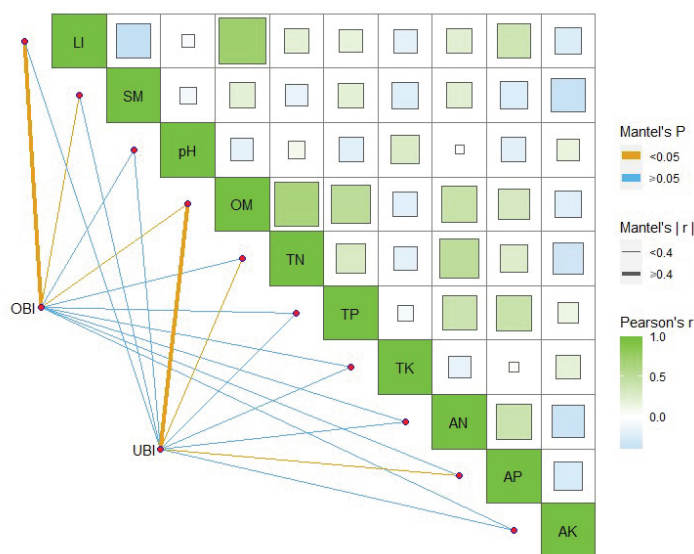 LI
SM
pH
OM
TN
TP
TK
AN
AP
AK
OBI
UBI
Mantel's P
<0.05
≥0.05
Mantel's | r |
<0.4
≥0.4
Pearson's r
1.0
0.5
0.0